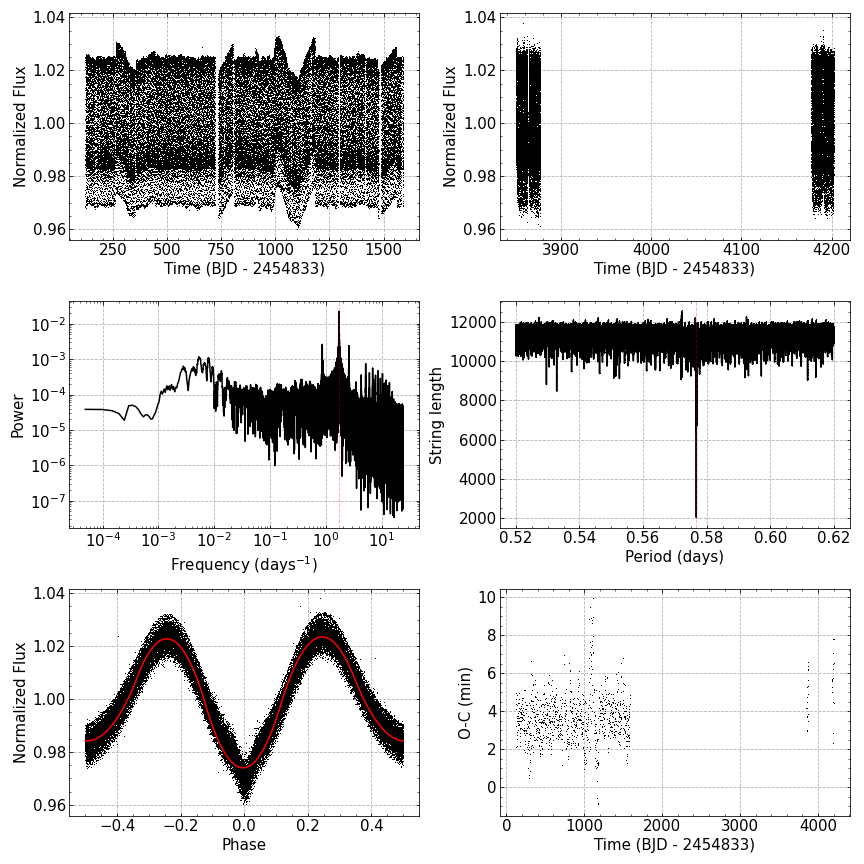 1.04
1.02
1.00
0.98
0.96
Normalized Flux
250 500 750 1000 1250 1500
Time (BJD - 2454833)
1.04
1.02
1.00
0.98
0.96
Normalized Flux
3900 4000 4100 4200
Time (BJD - 2454833)
10⁻²
10⁻³
10⁻⁴
10⁻⁵
10⁻⁶
10⁻⁷
Power
10⁻⁴ 10⁻³ 10⁻² 10⁻¹ 10⁰ 10¹
Frequency (days⁻¹)
12000
10000
8000
6000
4000
2000
String length
0.52 0.54 0.56 0.58 0.60 0.62
Period (days)
1.04
1.02
1.00
0.98
0.96
Normalized Flux
−0.4 −0.2 0.0 0.2 0.4
Phase
10
8
6
4
2
0
O-C (min)
0 1000 2000 3000 4000
Time (BJD - 2454833)